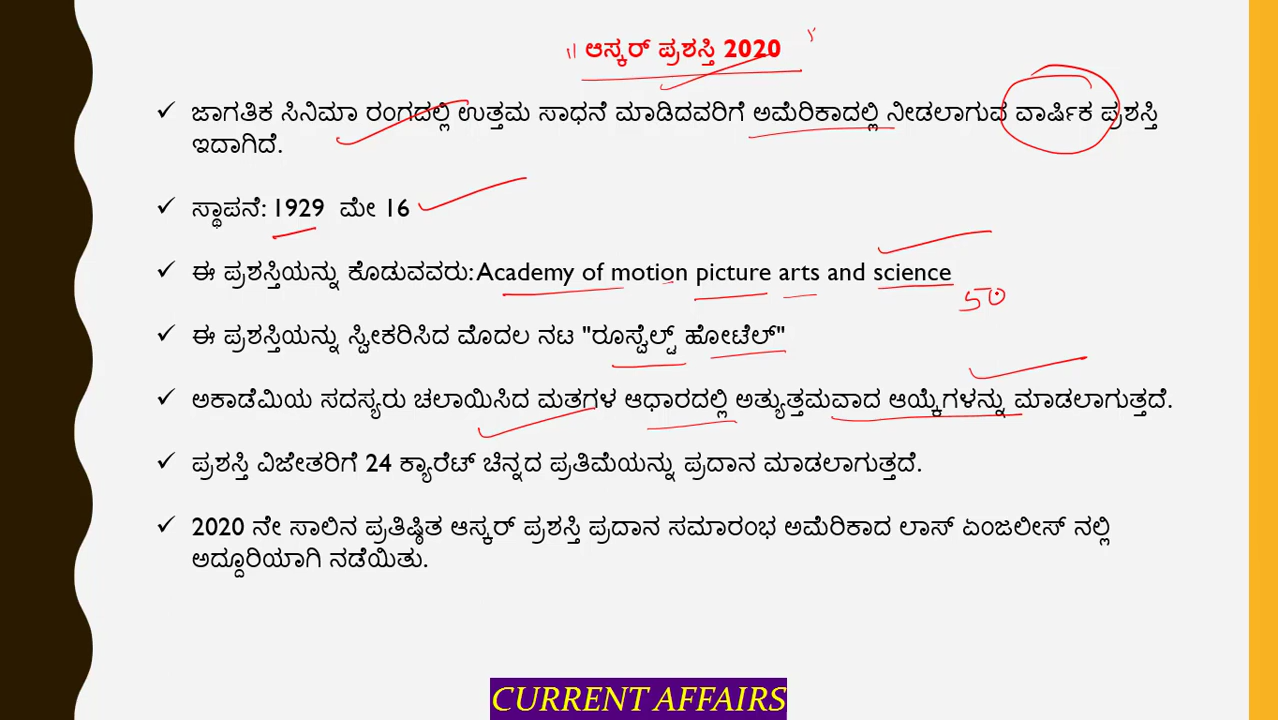 " ಆಸ್ಕರ್ ಪ್ರಶಸ್ತಿ 2020 "
✓ ಜಾಗತಿಕ ಸಿನಿಮಾ ರಂಗದಲ್ಲಿ ಉತ್ತಮ ಸಾಧನೆ ಮಾಡಿದವರಿಗೆ ಅಮೆರಿಕಾದಲ್ಲಿ ನೀಡಲಾಗುವ ವಾರ್ಷಿಕ ಪ್ರಶಸ್ತಿ
ಇದಾಗಿದೆ.
✓ ಸ್ಥಾಪನೆ: 1929 ಮೇ 16
✓ ಈ ಪ್ರಶಸ್ತಿಯನ್ನು ಕೊಡುವವರು: Academy of motion picture arts and science
50
✓ ಈ ಪ್ರಶಸ್ತಿಯನ್ನು ಸ್ವೀಕರಿಸಿದ ಮೊದಲ ನಟ "ರೂಸ್ವೆಲ್ಟ್ ಹೋಟೆಲ್"
✓ ಅಕಾಡೆಮಿಯ ಸದಸ್ಯರು ಚಲಾಯಿಸಿದ ಮತಗಳ ಆಧಾರದಲ್ಲಿ ಅತ್ಯುತ್ತಮವಾದ ಆಯ್ಕೆಗಳನ್ನು ಮಾಡಲಾಗುತ್ತದೆ.
✓ ಪ್ರಶಸ್ತಿ ವಿಜೇತರಿಗೆ 24 ಕ್ಯಾರೆಟ್ ಚಿನ್ನದ ಪ್ರತಿಮೆಯನ್ನು ಪ್ರದಾನ ಮಾಡಲಾಗುತ್ತದೆ.
✓ 2020 ನೇ ಸಾಲಿನ ಪ್ರತಿಷ್ಠಿತ ಆಸ್ಕರ್ ಪ್ರಶಸ್ತಿ ಪ್ರದಾನ ಸಮಾರಂಭ ಅಮೆರಿಕಾದ ಲಾಸ್ ಏಂಜಲೀಸ್ ನಲ್ಲಿ
ಅದ್ದೂರಿಯಾಗಿ ನಡೆಯಿತು.
CURRENT AFFAIRS